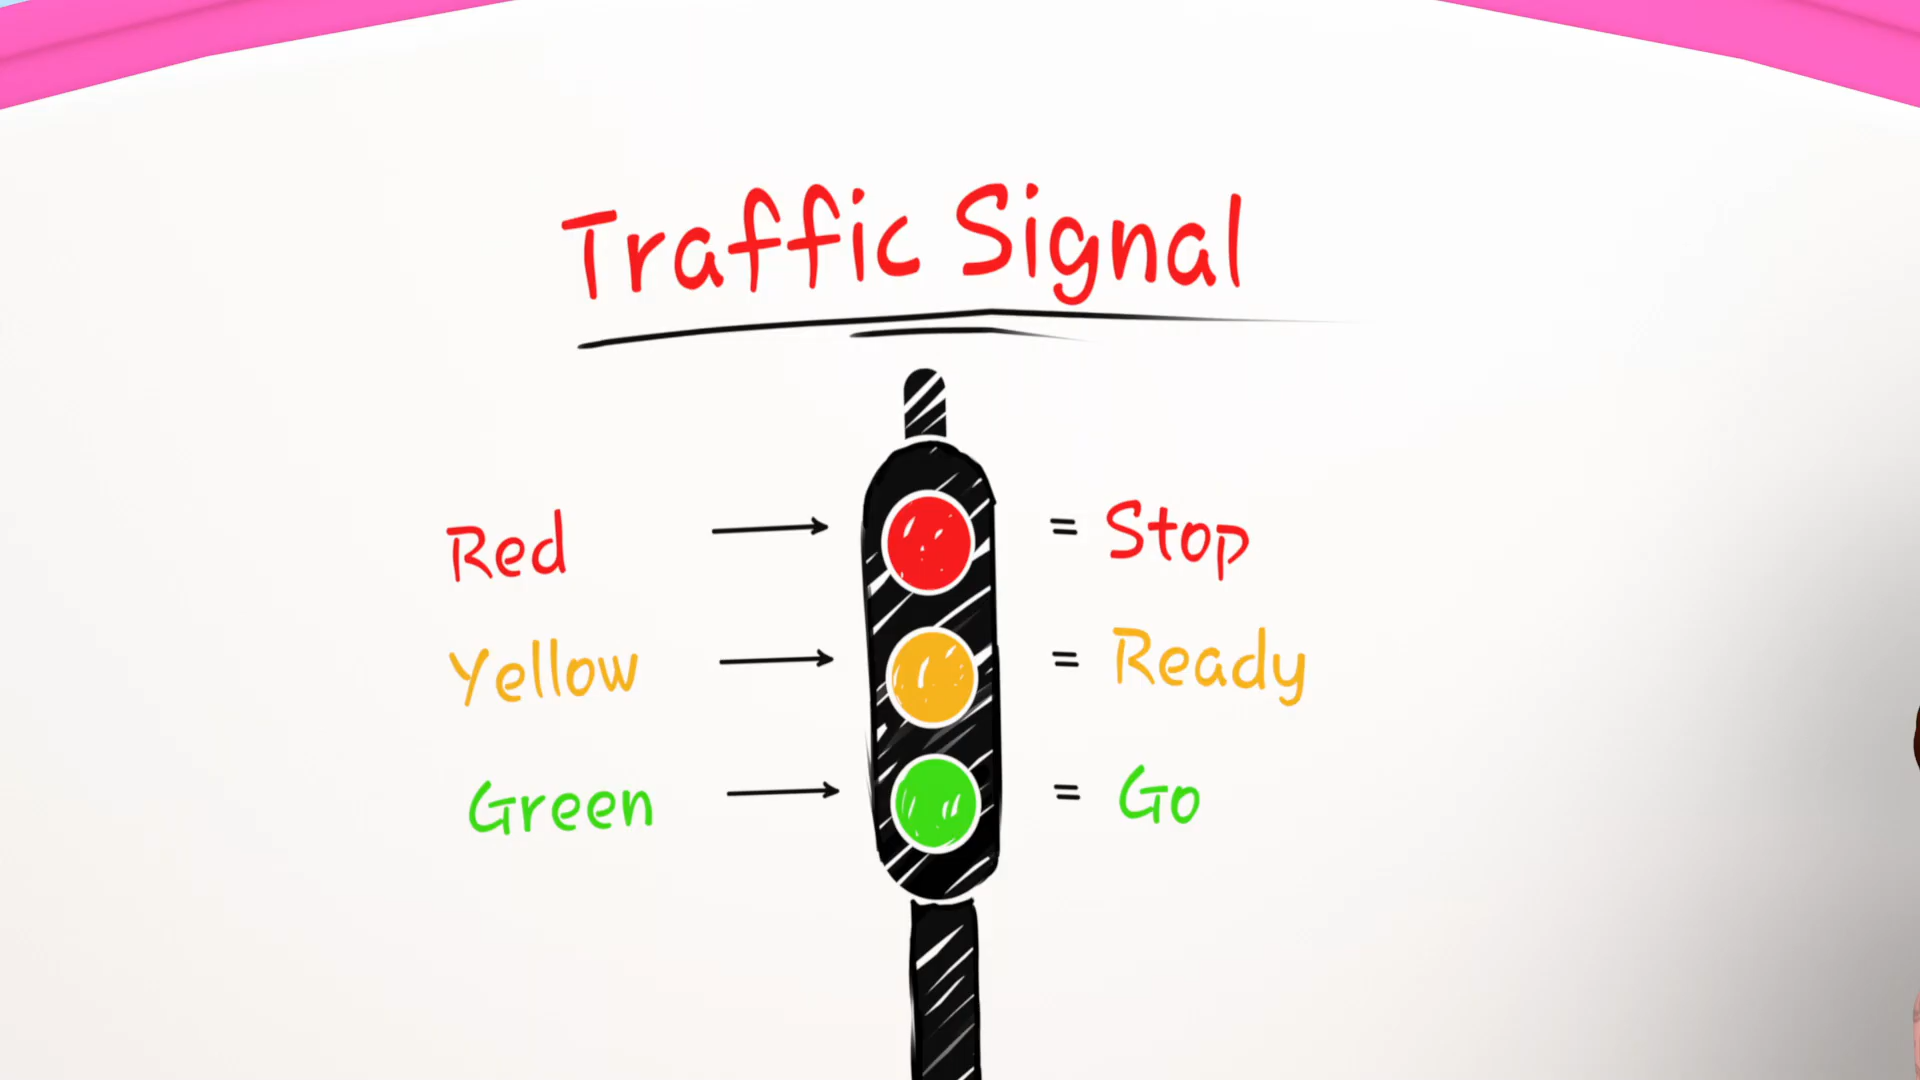 Traffic Signal
Red = Stop
Yellow = Ready
Green = Go